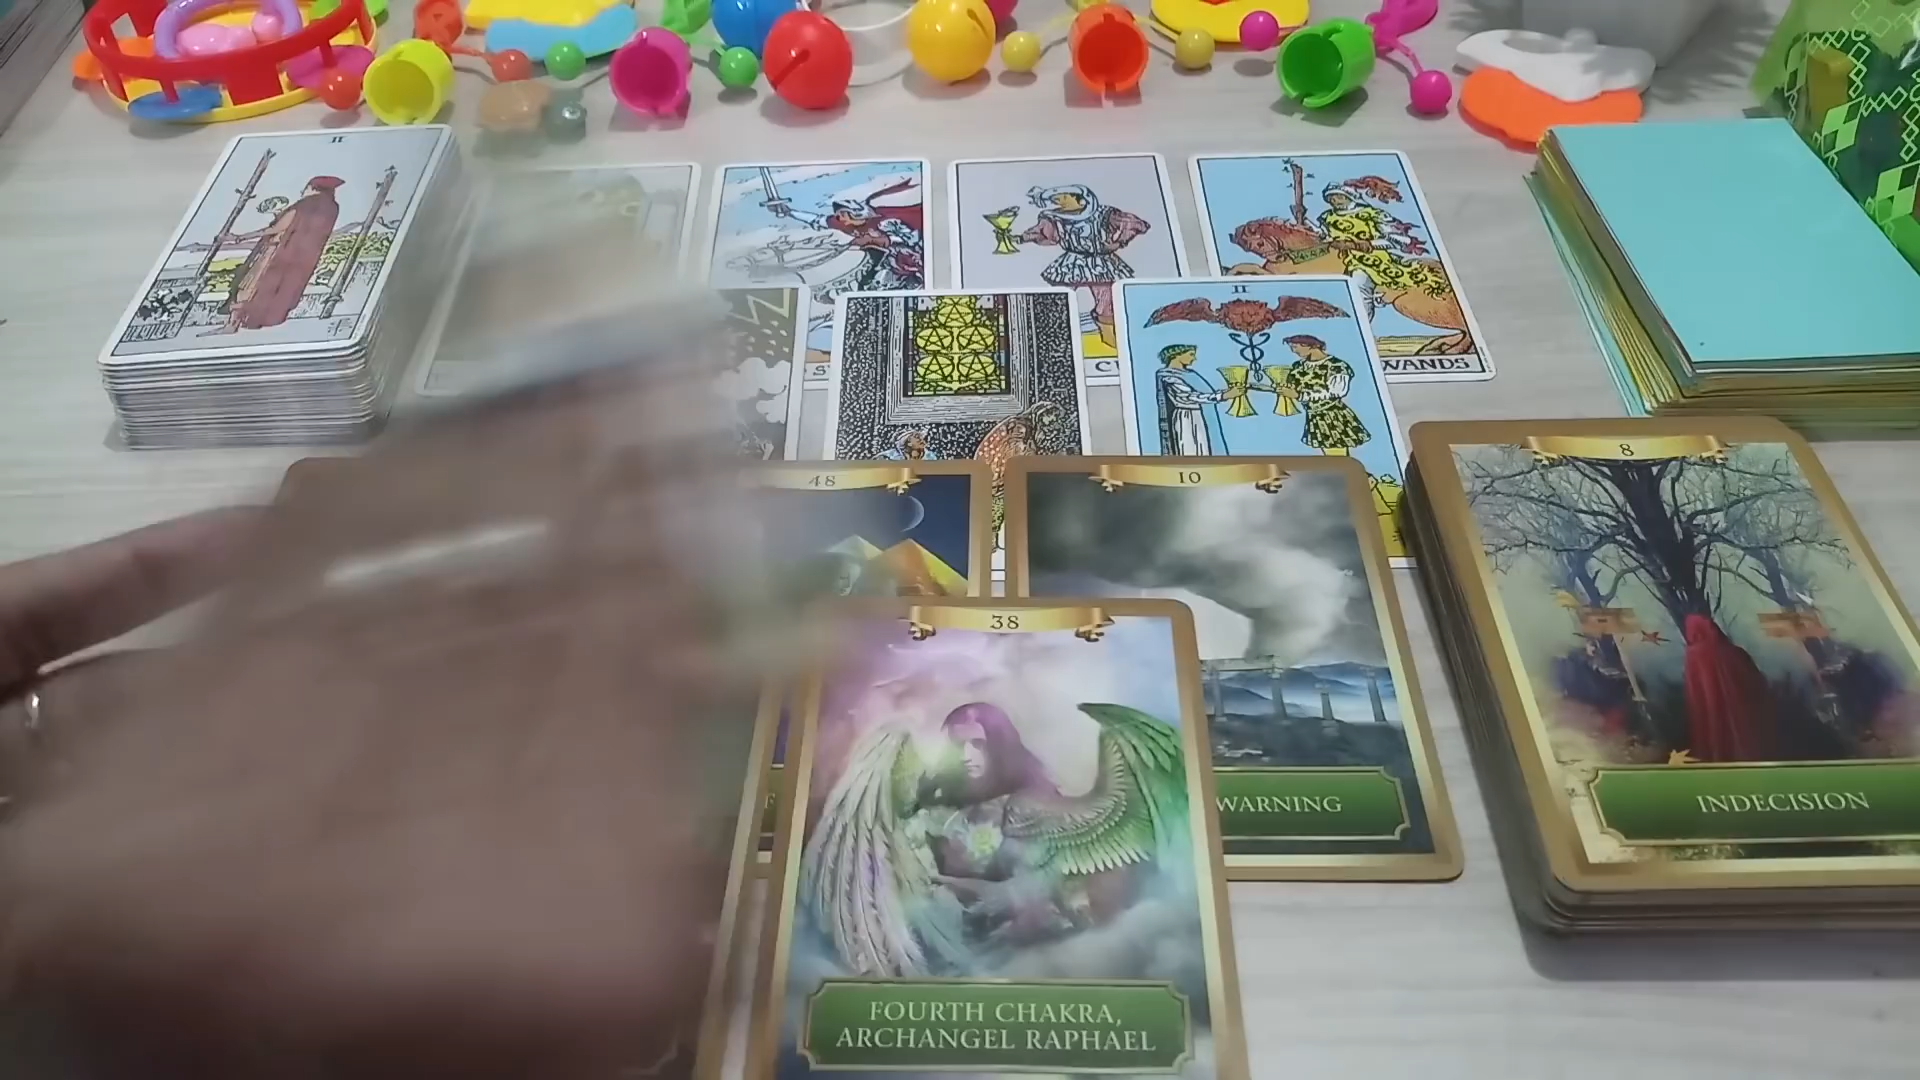 II
II
WANDS
48
10
8
38
WARNING
INDECISION
FOURTH CHAKRA,
ARCHANGEL RAPHAEL